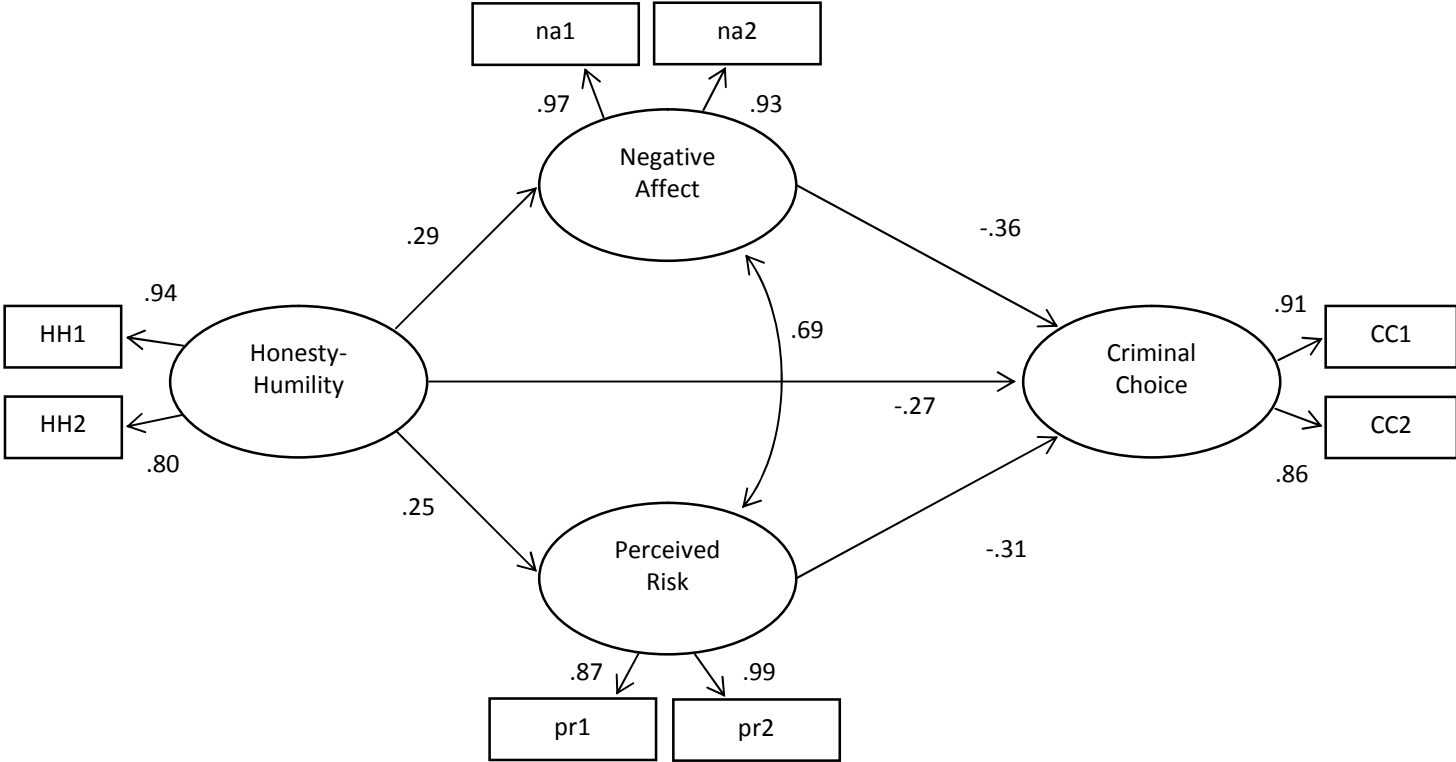 na1
na2
.97
.93
Negative
Affect
.29
-.36
.94
HH1
HH2
.80
Honesty-
Humility
.69
-.27
Criminal
Choice
.91
CC1
CC2
.86
.25
-.31
Perceived
Risk
.87
.99
pr1
pr2